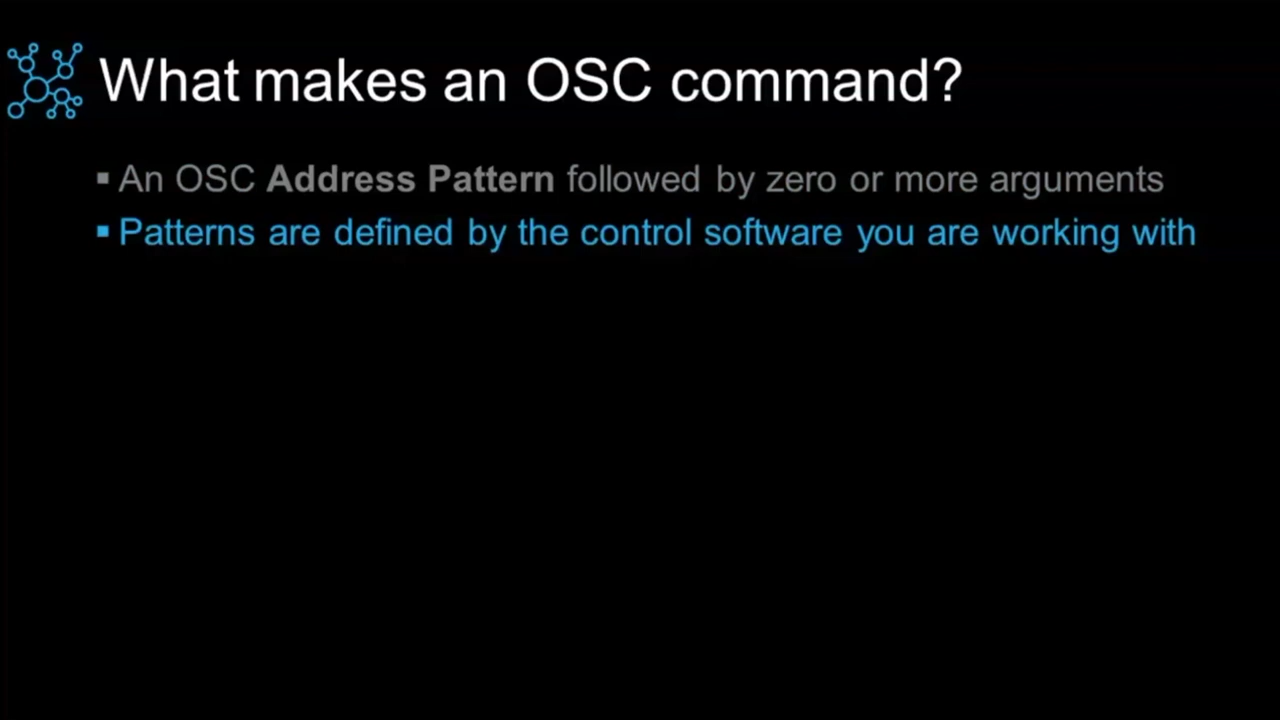 What makes an OSC command?
▪ An OSC Address Pattern followed by zero or more arguments
▪ Patterns are defined by the control software you are working with